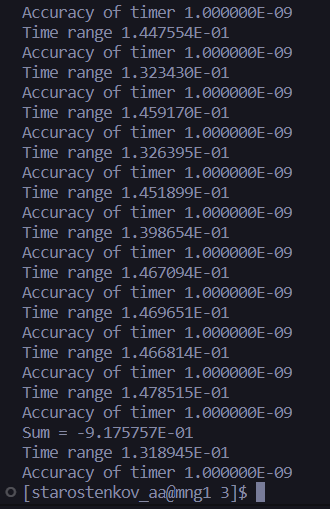 Accuracy of timer 1.000000E-09
Time range 1.447554E-01
Accuracy of timer 1.000000E-09
Time range 1.323430E-01
Accuracy of timer 1.000000E-09
Time range 1.459170E-01
Accuracy of timer 1.000000E-09
Time range 1.326395E-01
Accuracy of timer 1.000000E-09
Time range 1.451899E-01
Accuracy of timer 1.000000E-09
Time range 1.398654E-01
Accuracy of timer 1.000000E-09
Time range 1.467094E-01
Accuracy of timer 1.000000E-09
Time range 1.469651E-01
Accuracy of timer 1.000000E-09
Time range 1.466814E-01
Accuracy of timer 1.000000E-09
Time range 1.478515E-01
Accuracy of timer 1.000000E-09
Sum = -9.175757E-01
Time range 1.318945E-01
Accuracy of timer 1.000000E-09
[starostenkov_aa@mng1 3]$